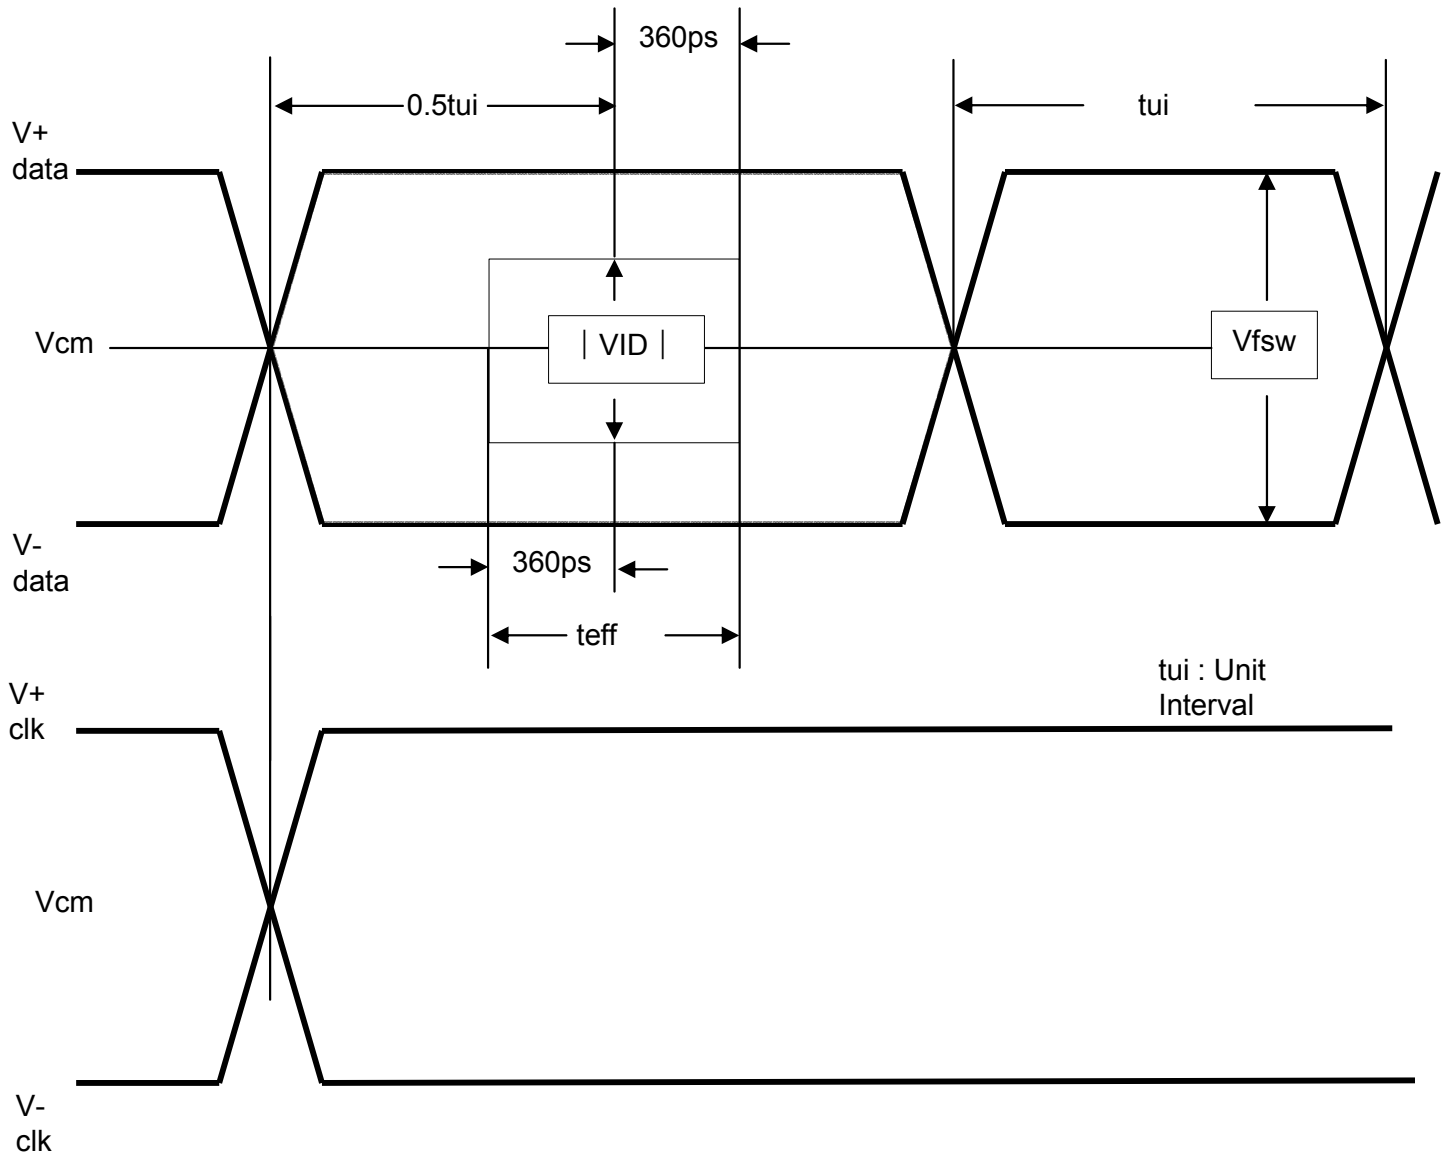 360ps
0.5tui
tui
V+
data
Vcm
| VID |
Vfsw
V-
data
360ps
teff
tui : Unit
Interval
V+
clk
Vcm
V-
clk